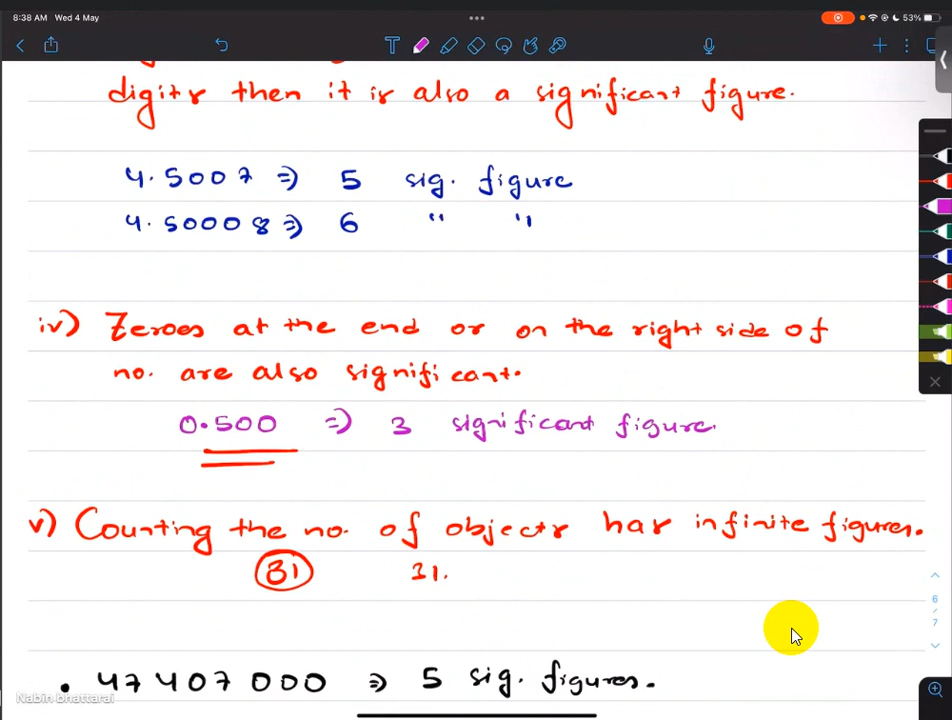 8:38 AM Wed 4 May
53%
digits then it is also a significant figure.
4.5007 => 5 sig. figure
4.50008 => 6 " "
iv) Zeroes at the end or on the right side of
no. are also significant.
0.500 => 3 significant figure.
v) Counting the no. of objects has infinite figures.
31 31.
6
/
7
• 47407000 => 5 sig. figures.
Nabin bhattarai